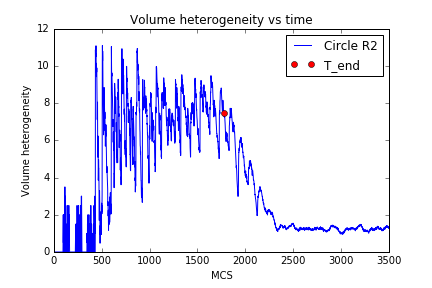 Volume heterogeneity vs time
12
10
8
6
4
2
0
Volume heterogeneity
Circle R2
T_end
0 500 1000 1500 2000 2500 3000 3500
MCS